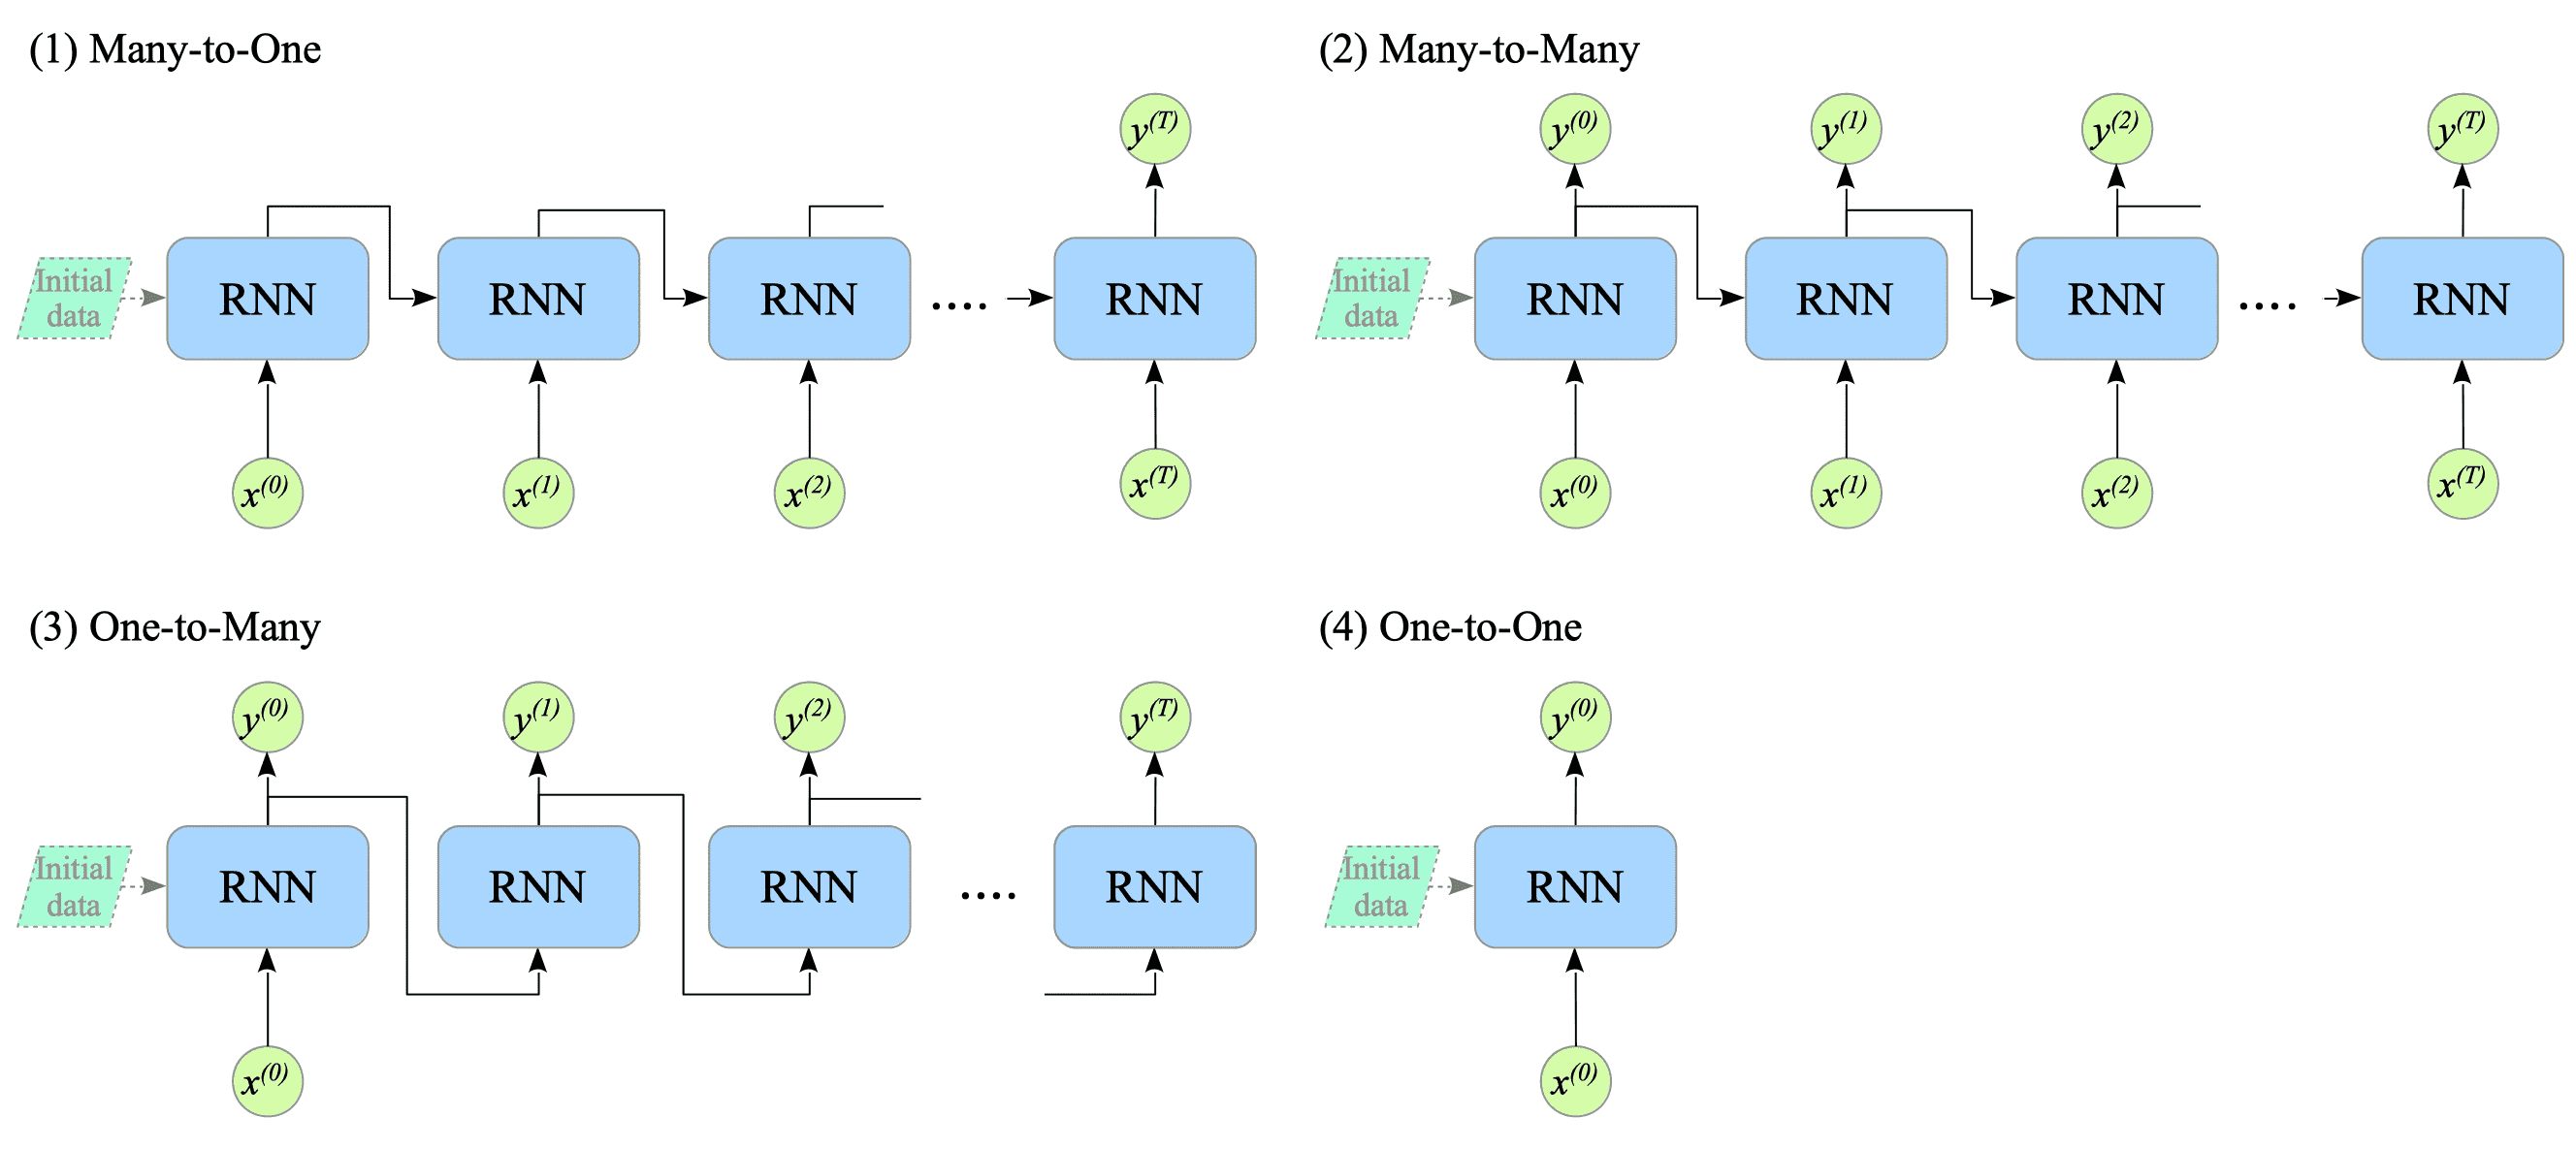 (1) Many-to-One
y(T)
Initial
data
RNN
RNN
RNN
....
RNN
x(0)
x(1)
x(2)
x(T)
(2) Many-to-Many
y(0)
y(1)
y(2)
y(T)
Initial
data
RNN
RNN
RNN
....
RNN
x(0)
x(1)
x(2)
x(T)
(3) One-to-Many
y(0)
y(1)
y(2)
y(T)
Initial
data
RNN
RNN
RNN
....
RNN
x(0)
(4) One-to-One
y(0)
Initial
data
RNN
x(0)